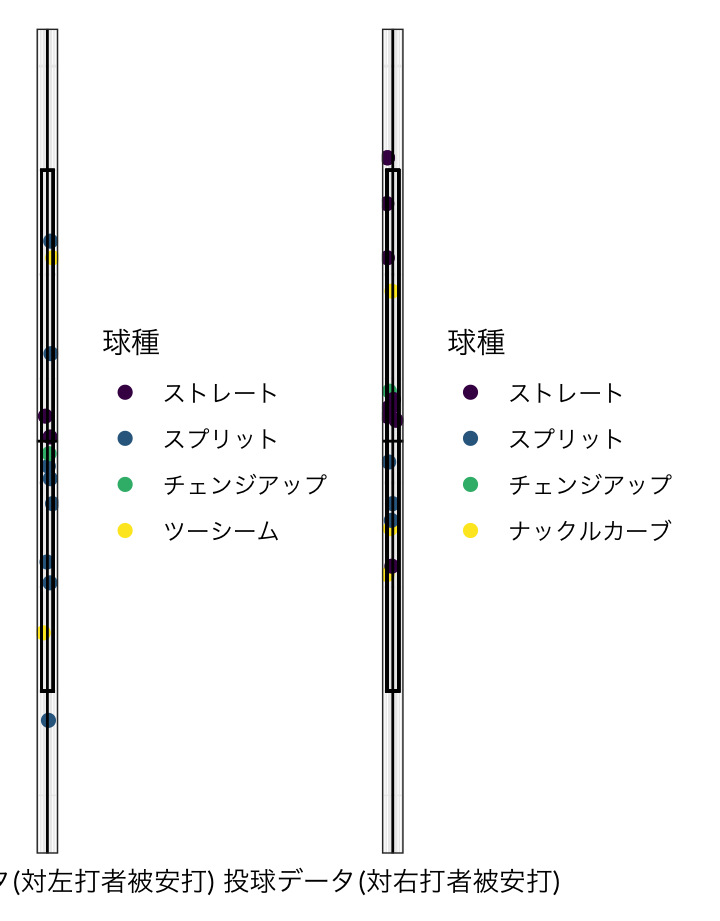 球種
ストレート
スプリット
チェンジアップ
ツーシーム
球種
ストレート
スプリット
チェンジアップ
ナックルカーブ
タ(対左打者被安打)
投球データ(対右打者被安打)